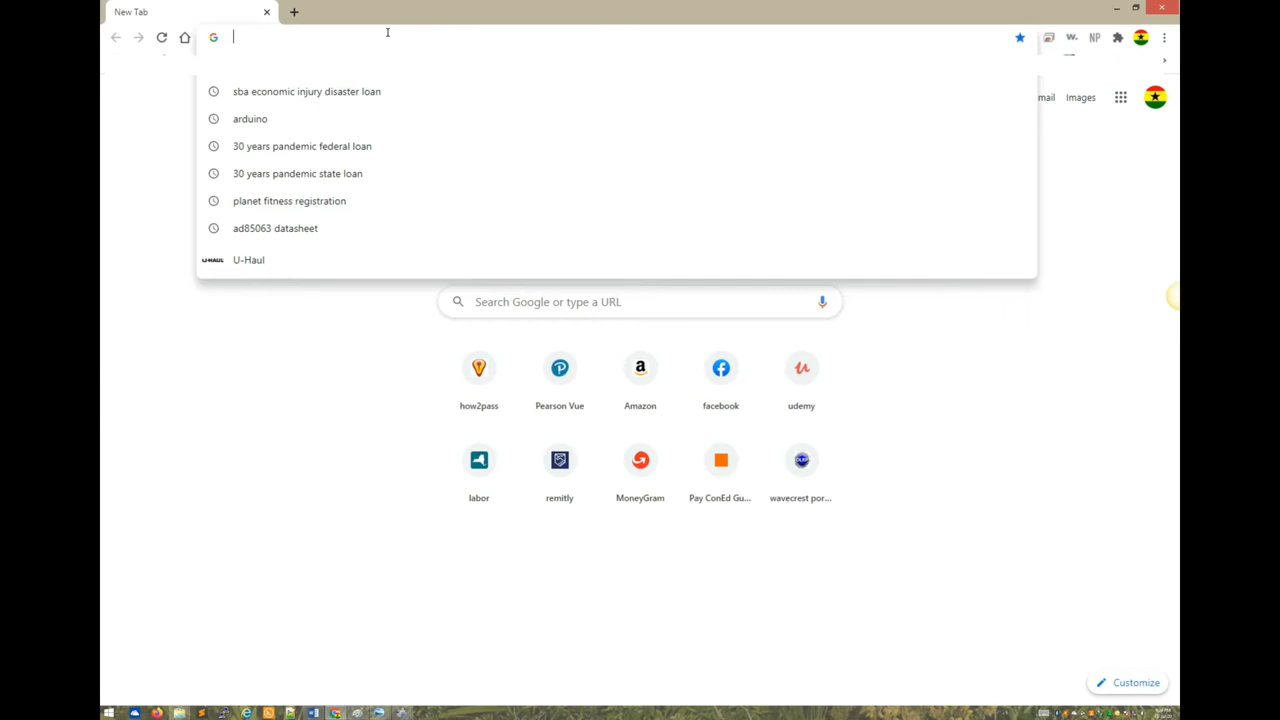 New Tab
NP
sba economic injury disaster loan
mail Images
arduino
30 years pandemic federal loan
30 years pandemic state loan
planet fitness registration
ad85063 datasheet
U-HAUL U-Haul
Search Google or type a URL
how2pass Pearson Vue Amazon facebook udemy
labor remitly MoneyGram Pay ConEd Gu... wavecrest por...
Customize